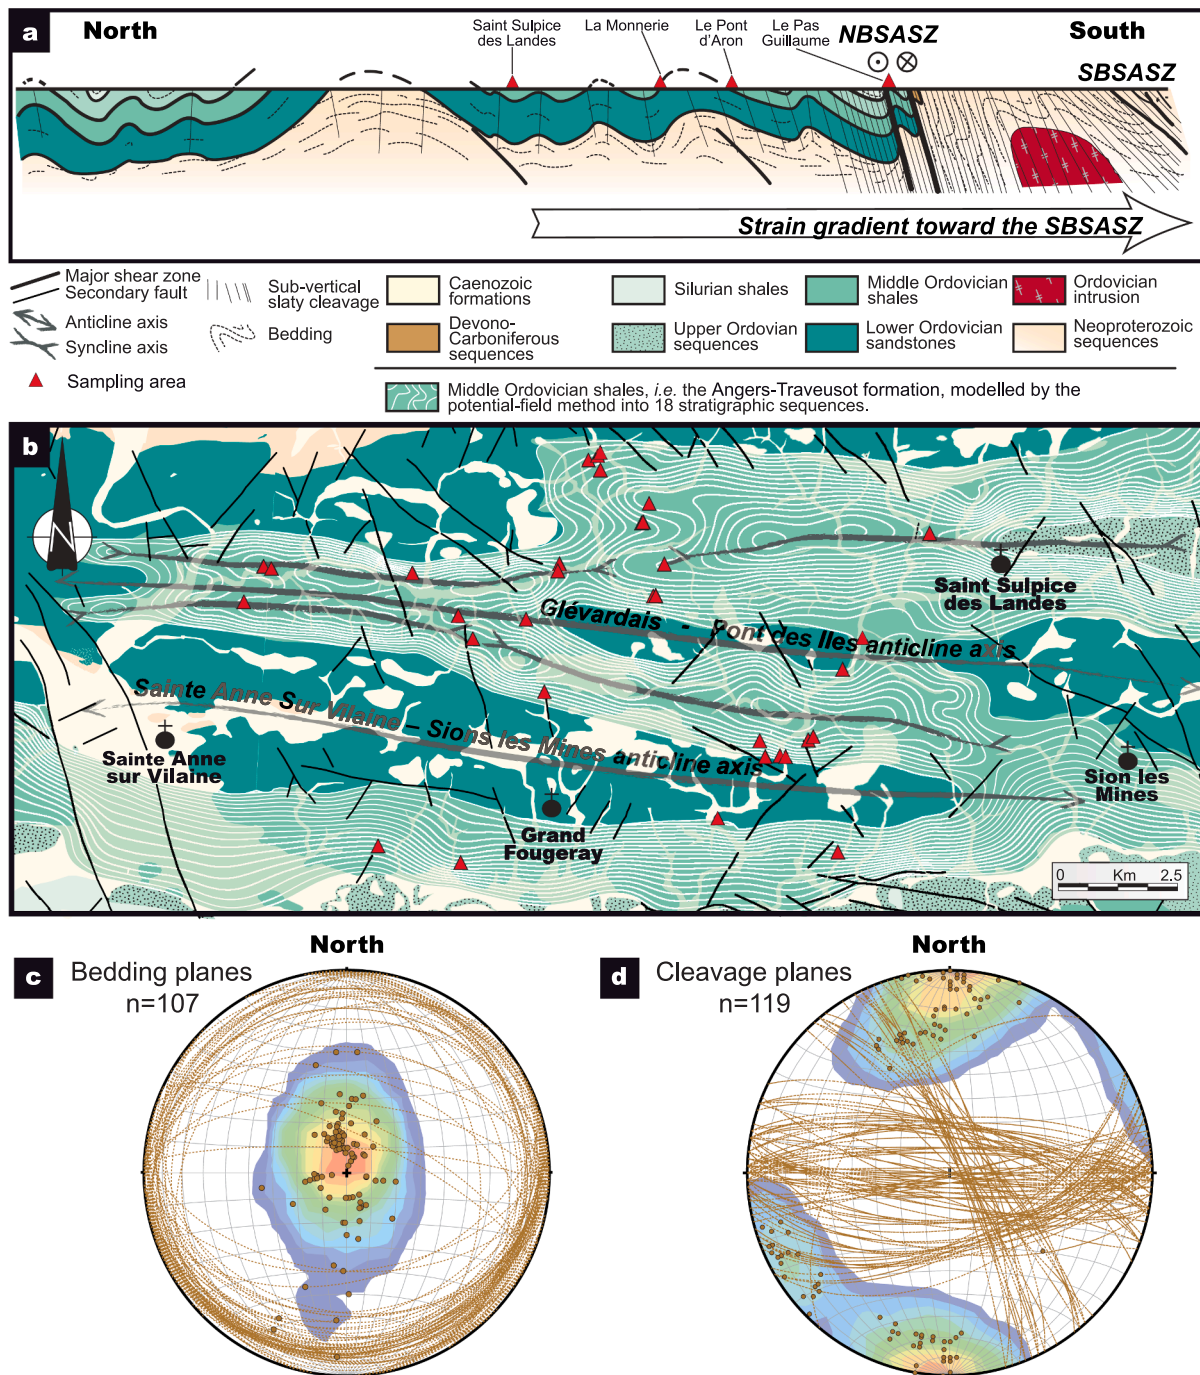 a
North
Saint Sulpice
des Landes
La Monnerie
Le Pont
d'Aron
Le Pas
Guillaume
NBSASZ
South
SBSASZ
Strain gradient toward the SBSASZ
Major shear zone
Secondary fault
Anticline axis
Syncline axis
Sampling area
Sub-vertical
slaty cleavage
Bedding
Caenozoic
formations
Devono-
Carboniferous
sequences
Silurian shales
Upper Ordovian
sequences
Middle Ordovician
shales
Lower Ordovician
sandstones
Ordovician
intrusion
Neoproterozoic
sequences
Middle Ordovician shales, i.e. the Angers-Traveusot formation, modelled by the
potential-field method into 18 stratigraphic sequences.
b
N
Saint Sulpice
des Landes
Glévardais - Pont des Iles anticline axis
Sainte Anne Sur Vilaine – Sions les Mines anticline axis
Sainte Anne
sur Vilaine
Sion les
Mines
Grand
Fougeray
0 Km 2.5
c
Bedding planes
n=107
North
d
Cleavage planes
n=119
North